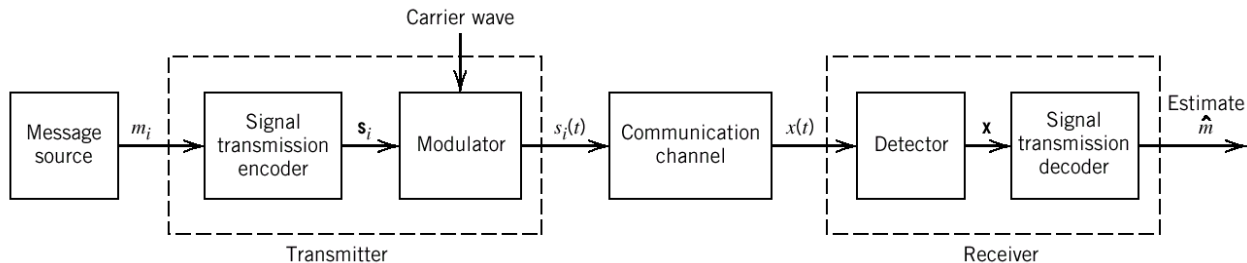 Carrier wave
Message
source
m_i
Signal
transmission
encoder
s_i
Modulator
s_i(t)
Communication
channel
x(t)
Detector
x
Signal
transmission
decoder
Estimate
m̂
Transmitter
Receiver